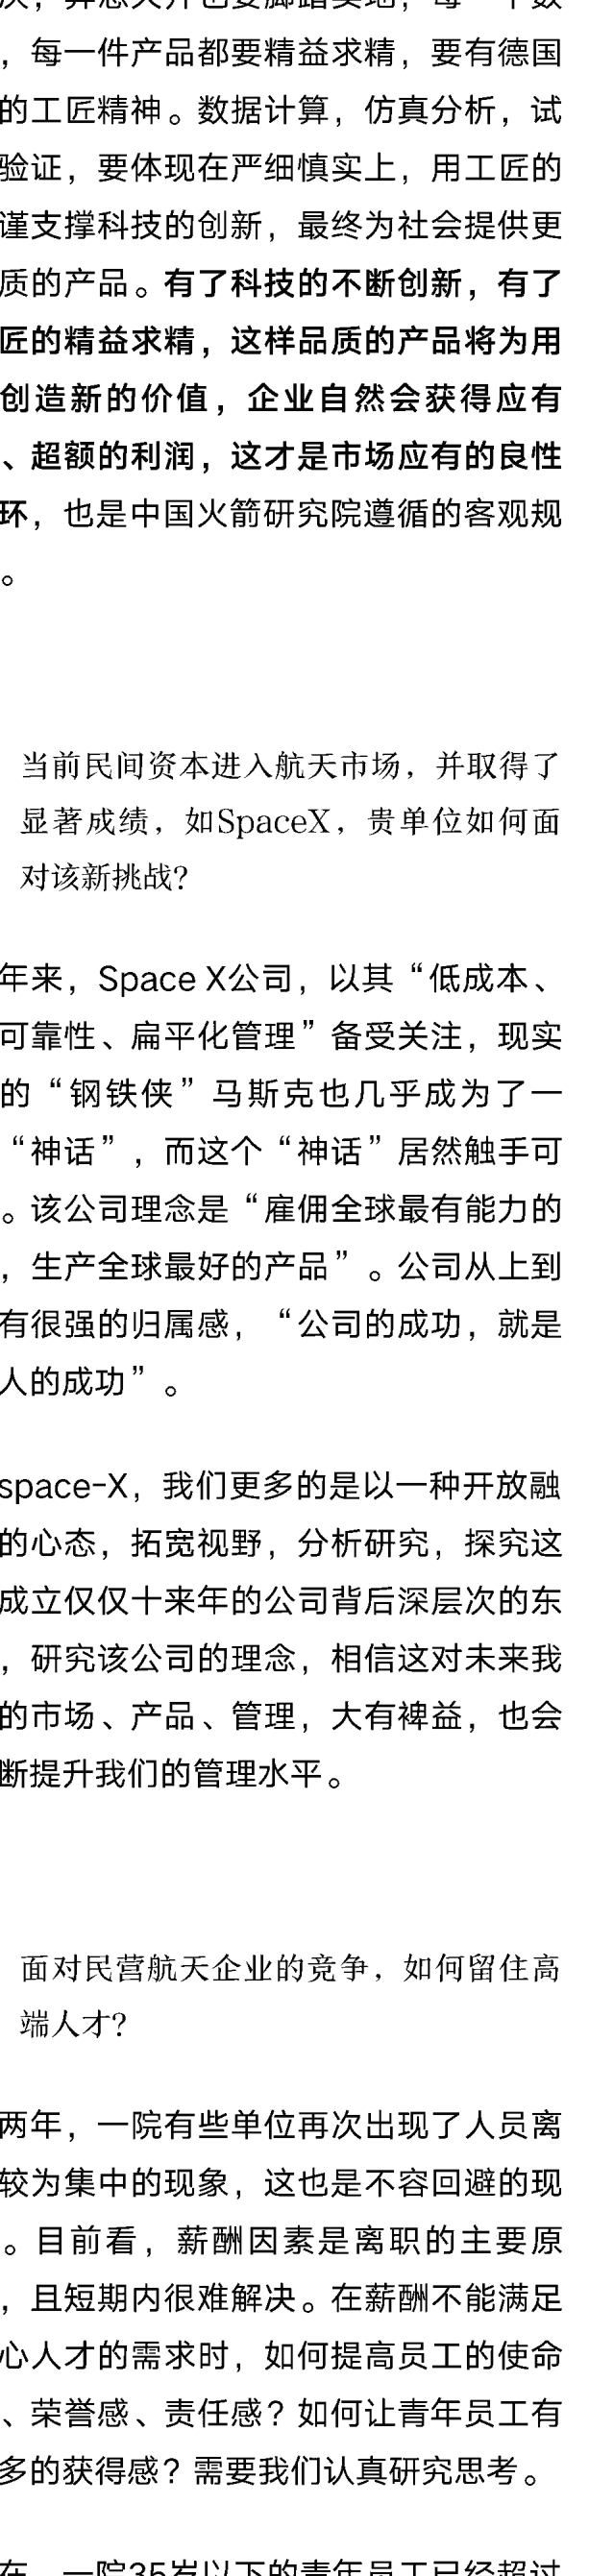 ，每一件产品都要精益求精，要有德国
的工匠精神。数据计算，仿真分析，试
验证，要体现在严细慎实上，用工匠的
谨支撑科技的创新，最终为社会提供更
质的产品。有了科技的不断创新，有了
匠的精益求精，这样品质的产品将为用
创造新的价值，企业自然会获得应有
、超额的利润，这才是市场应有的良性
环，也是中国火箭研究院遵循的客观规
。
当前民间资本进入航天市场，并取得了
显著成绩，如SpaceX，贵单位如何面
对该新挑战？
年来，Space X公司，以其“低成本、
可靠性、扁平化管理”备受关注，现实
的“钢铁侠”马斯克也几乎成为了一
“神话”，而这个“神话”居然触手可
。该公司理念是“雇佣全球最有能力的
，生产全球最好的产品”。公司从上到
有很强的归属感，“公司的成功，就是
人的成功”。
space-X，我们更多的是以一种开放融
的心态，拓宽视野，分析研究，探究这
成立仅仅十来年的公司背后深层次的东
，研究该公司的理念，相信这对未来我
的市场、产品、管理，大有裨益，也会
断提升我们的管理水平。
面对民营航天企业的竞争，如何留住高
端人才？
两年，一院有些单位再次出现了人员离
较为集中的现象，这也是不容回避的现
。目前看，薪酬因素是离职的主要原
，且短期内很难解决。在薪酬不能满足
心人才的需求时，如何提高员工的使命
、荣誉感、责任感？如何让青年员工有
多的获得感？需要我们认真研究思考。
在，一院35岁以下的青年员工已经超过